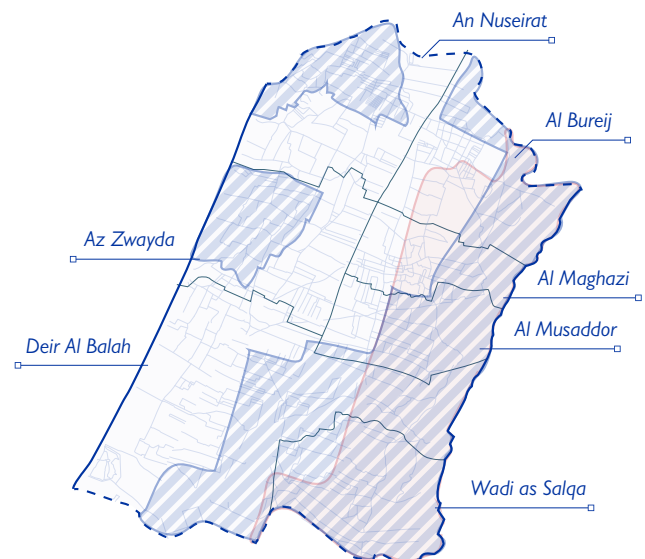 An Nuseirat
Al Bureij
Az Zwayda
Al Maghazi
Al Musaddor
Deir Al Balah
Wadi as Salqa